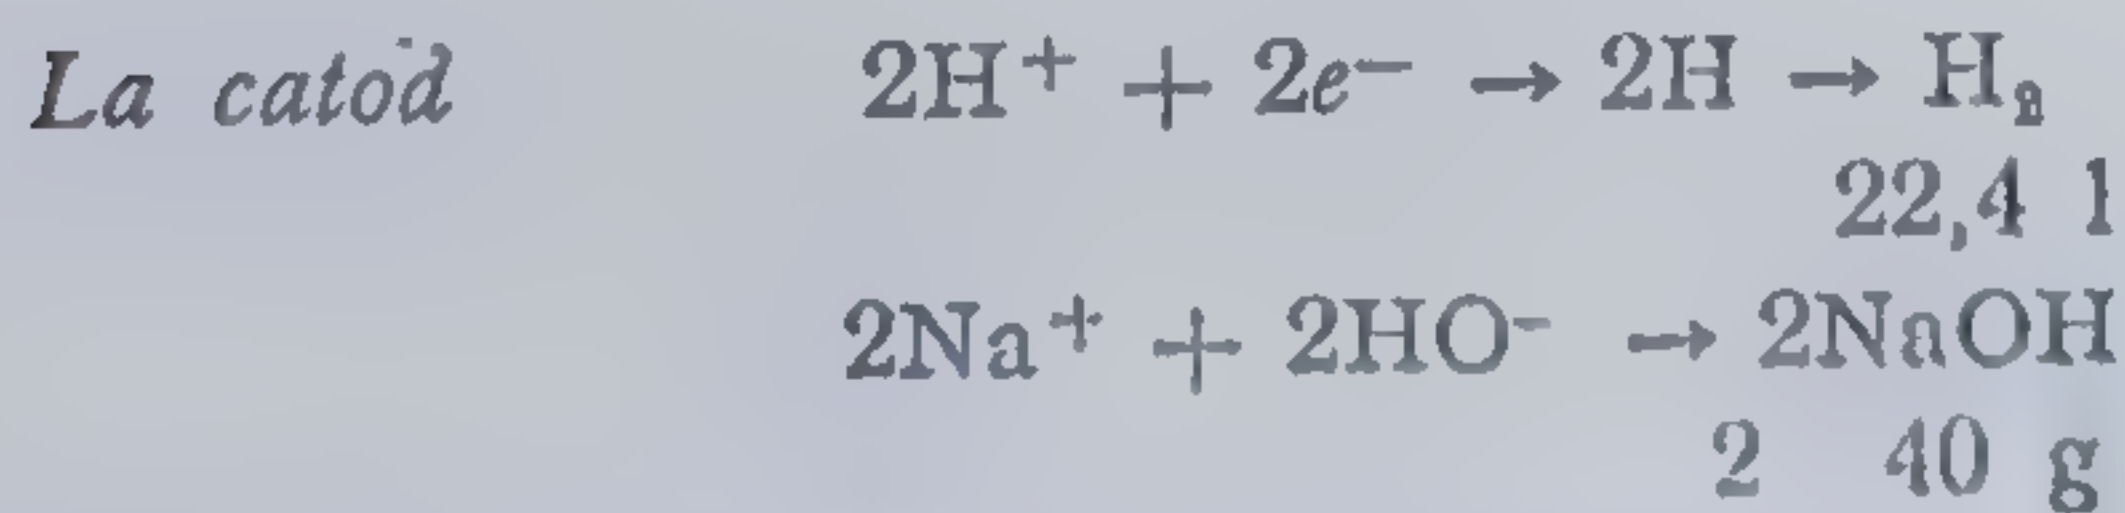 La catod 2H⁺ + 2e⁻ → 2H → H₂
22,4 l
2Na⁺ + 2HO⁻ → 2NaOH
2 40 g